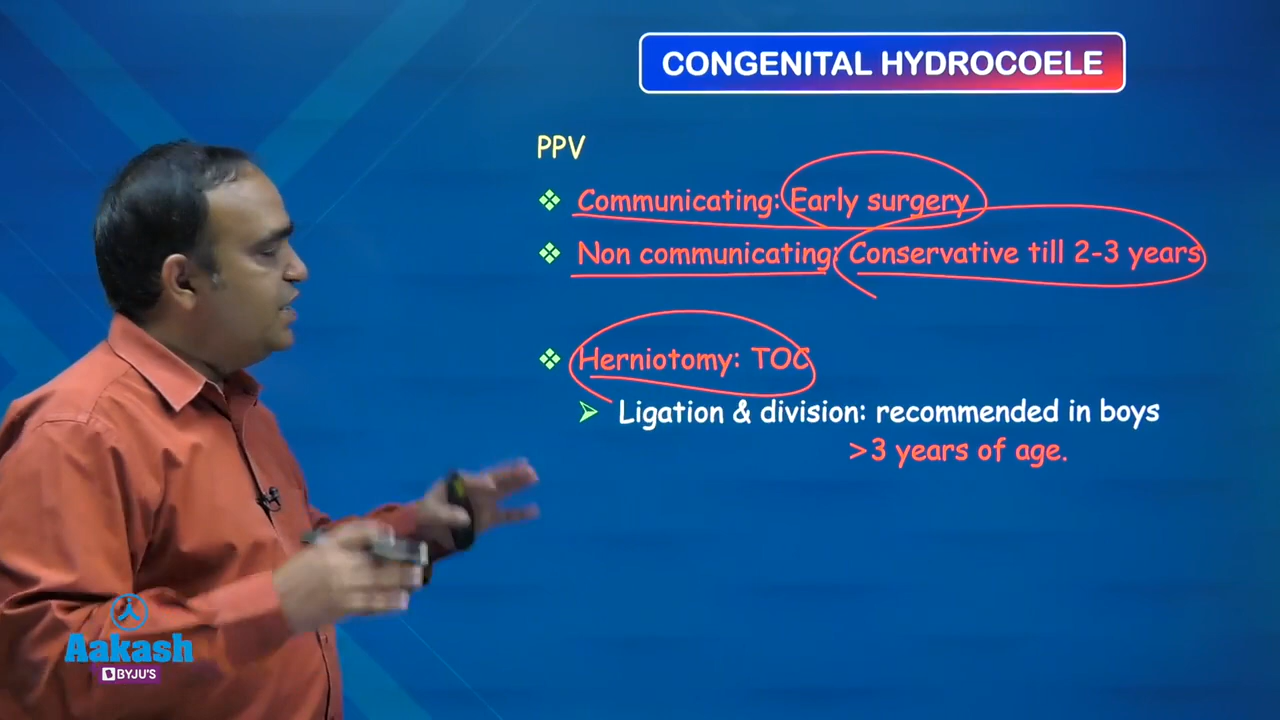 CONGENITAL HYDROCOELE
PPV
Communicating: Early surgery
Non communicating: Conservative till 2-3 years
Herniotomy: TOC
Ligation & division: recommended in boys
>3 years of age.
Aakash
BYJU'S